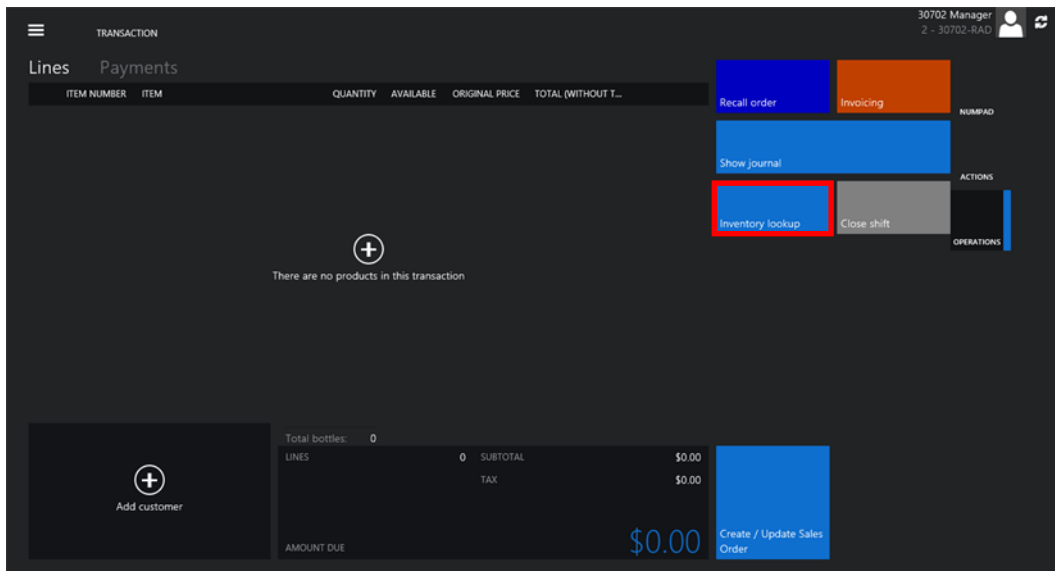 30702 Manager
2 - 30702-RAD
TRANSACTION
Lines Payments
ITEM NUMBER ITEM QUANTITY AVAILABLE ORIGINAL PRICE TOTAL (WITHOUT T...
There are no products in this transaction
Recall order
Invoicing
Show journal
Inventory lookup
Close shift
NUMPAD
ACTIONS
OPERATIONS
Add customer
Total bottles: 0
LINES 0 SUBTOTAL $0.00
TAX $0.00
AMOUNT DUE $0.00
Create / Update Sales
Order